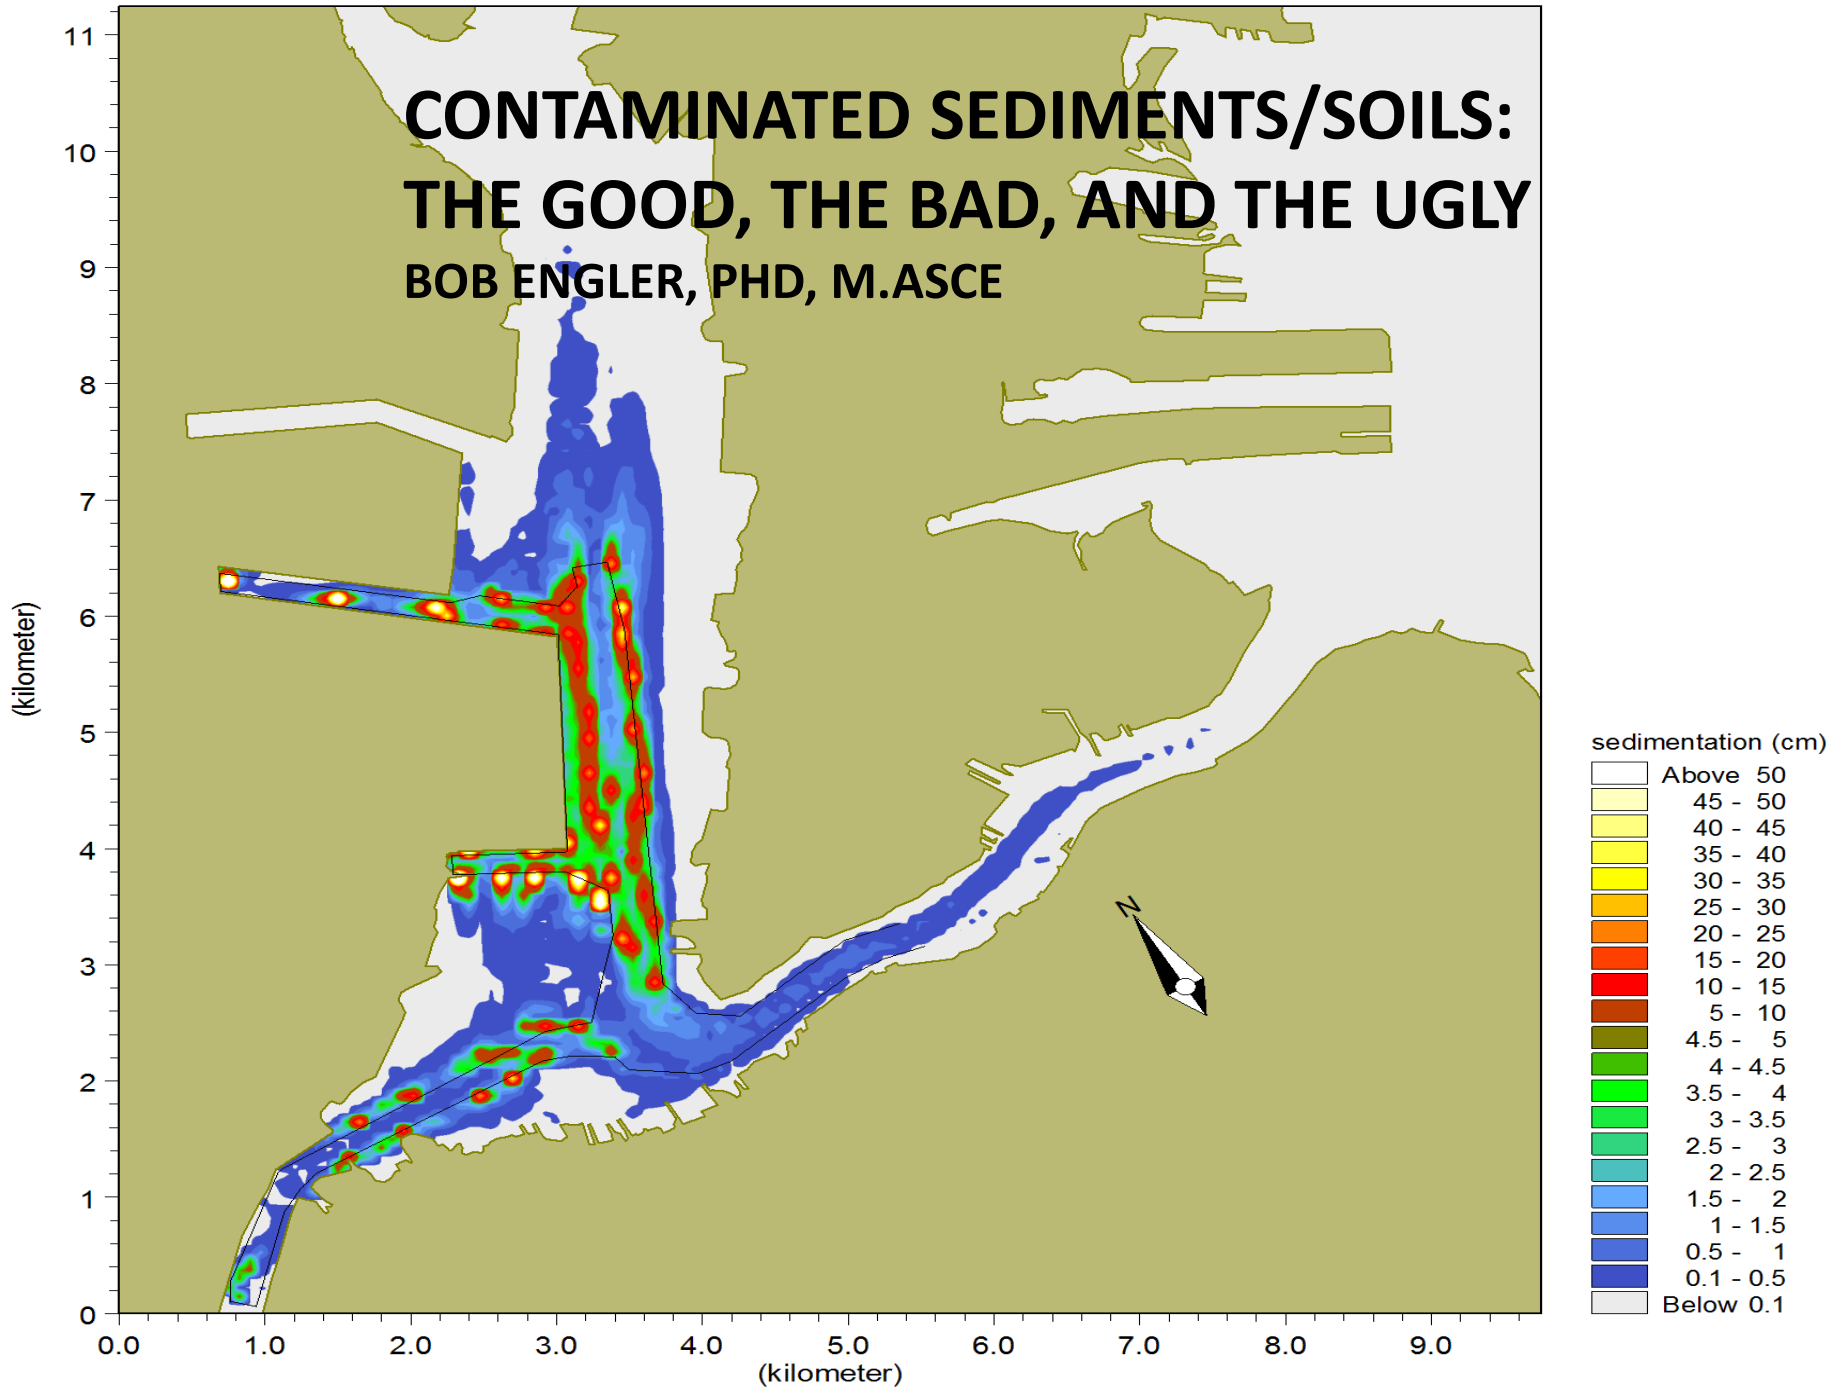 CONTAMINATED SEDIMENTS/SOILS:
THE GOOD, THE BAD, AND THE UGLY
BOB ENGLER, PHD, M.ASCE
11
10
9
8
7
6
5
4
3
2
1
0
(kilometer)
0.0 1.0 2.0 3.0 4.0 5.0 6.0 7.0 8.0 9.0
(kilometer)
N
sedimentation (cm)
Above 50
45 - 50
40 - 45
35 - 40
30 - 35
25 - 30
20 - 25
15 - 20
10 - 15
5 - 10
4.5 - 5
4 - 4.5
3.5 - 4
3 - 3.5
2.5 - 3
2 - 2.5
1.5 - 2
1 - 1.5
0.5 - 1
0.1 - 0.5
Below 0.1